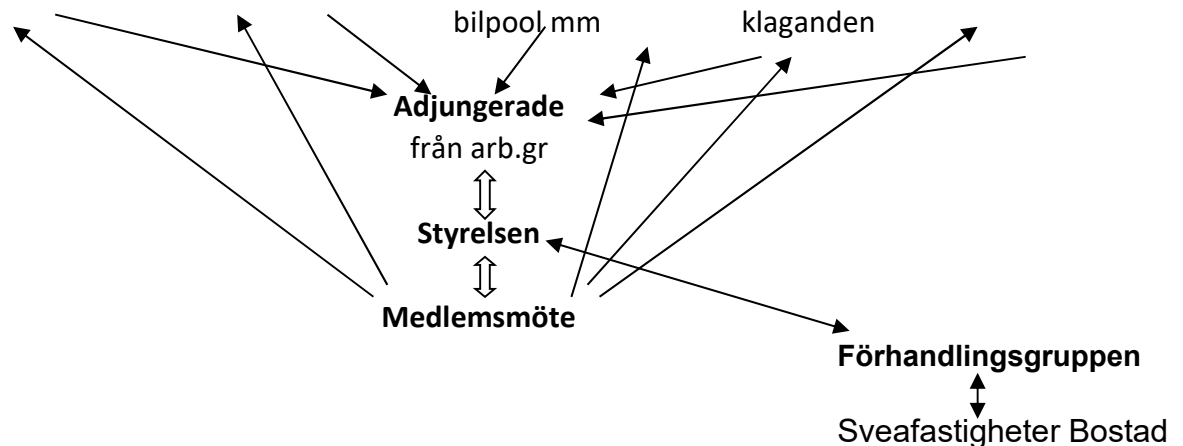 bilpool mm klaganden
Adjungerade
från arb.gr
Styrelsen
Medlemsmöte
Förhandlingsgruppen
Sveafastigheter Bostad